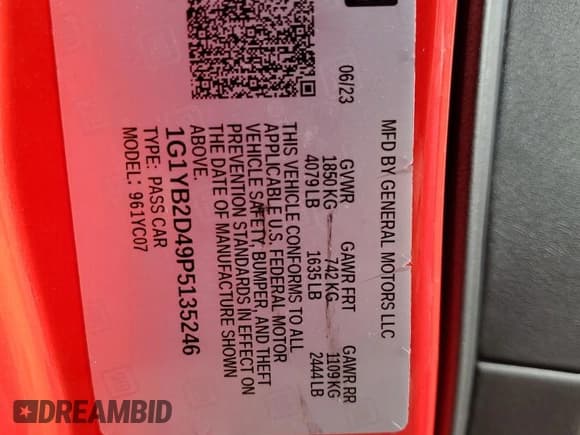 MFD BY GENERAL MOTORS LLC
06/23
GVWR GAWR FRT GAWR RR
1850 KG 742 KG 1109 KG
4079 LB 1635 LB 2444 LB
THIS VEHICLE CONFORMS TO ALL
APPLICABLE U.S. FEDERAL MOTOR
VEHICLE SAFETY, BUMPER, AND THEFT
PREVENTION STANDARDS IN EFFECT ON
THE DATE OF MANUFACTURE SHOWN
ABOVE.
1G1YB2D49P5135246
TYPE: PASS CAR
MODEL: 961YC07
DREAMBID